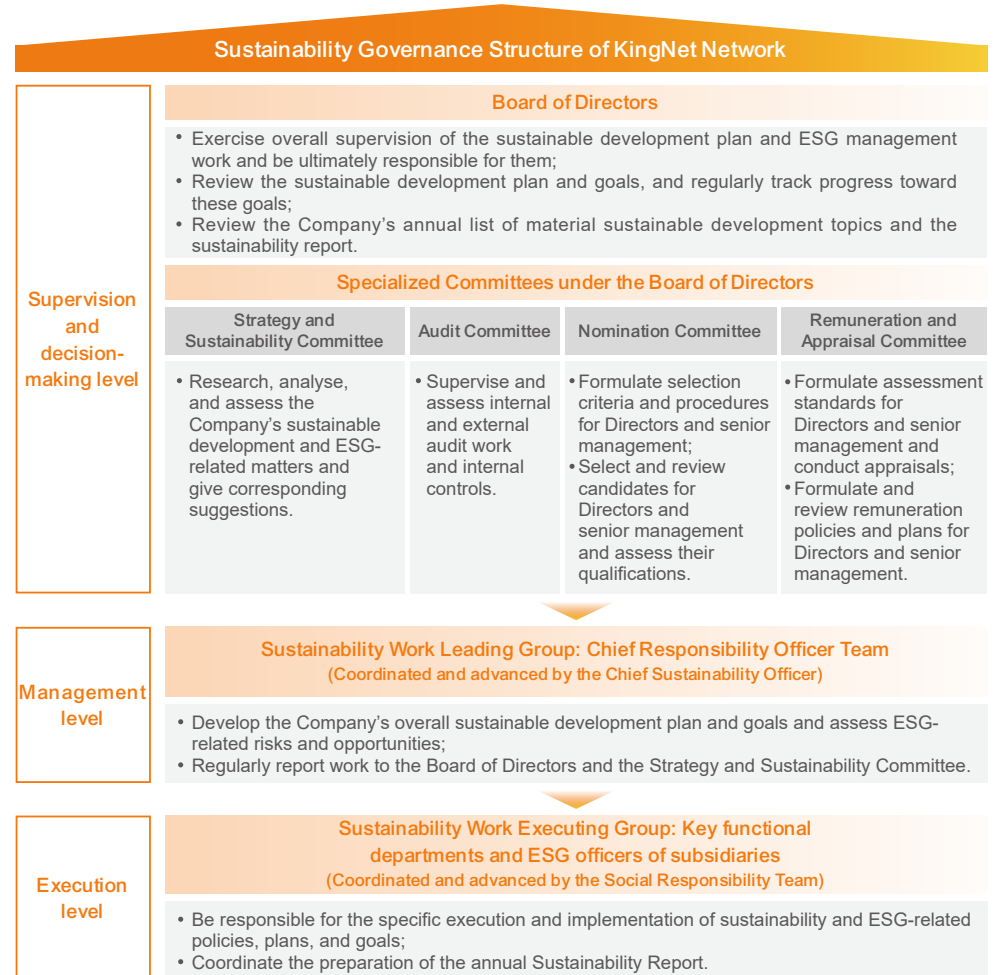 Sustainability Governance Structure of KingNet Network
Supervision
and
decision-
making level
Board of Directors
• Exercise overall supervision of the sustainable development plan and ESG management
work and be ultimately responsible for them;
• Review the sustainable development plan and goals, and regularly track progress toward
these goals;
• Review the Company's annual list of material sustainable development topics and the
sustainability report.
Specialized Committees under the Board of Directors
Strategy and
Sustainability Committee
• Research, analyse,
and assess the
Company's sustainable
development and ESG-
related matters and
give corresponding
suggestions.
Audit Committee
• Supervise and
assess internal
and external
audit work
and internal
controls.
Nomination Committee
• Formulate selection
criteria and procedures
for Directors and senior
management;
• Select and review
candidates for
Directors and
senior management
and assess their
qualifications.
Remuneration and
Appraisal Committee
• Formulate assessment
standards for
Directors and senior
management and
conduct appraisals;
• Formulate and
review remuneration
policies and plans for
Directors and senior
management.
Management
level
Sustainability Work Leading Group: Chief Responsibility Officer Team
(Coordinated and advanced by the Chief Sustainability Officer)
• Develop the Company's overall sustainable development plan and goals and assess ESG-
related risks and opportunities;
• Regularly report work to the Board of Directors and the Strategy and Sustainability Committee.
Execution
level
Sustainability Work Executing Group: Key functional
departments and ESG officers of subsidiaries
(Coordinated and advanced by the Social Responsibility Team)
• Be responsible for the specific execution and implementation of sustainability and ESG-related
policies, plans, and goals;
• Coordinate the preparation of the annual Sustainability Report.